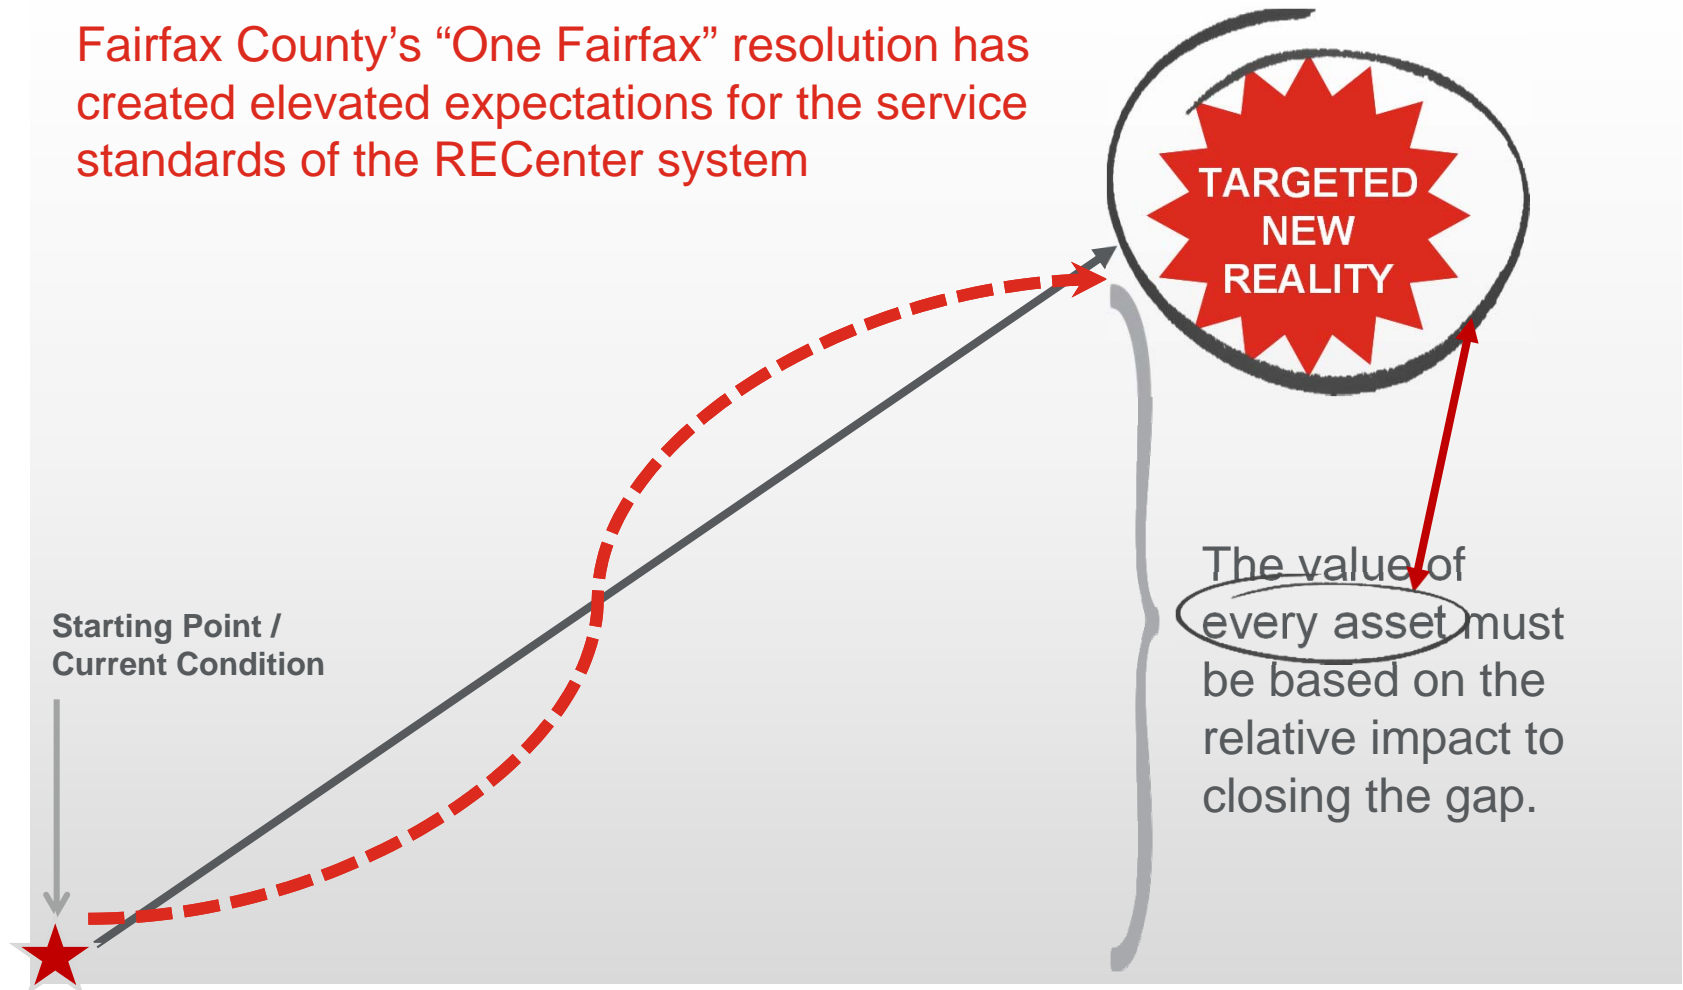 Fairfax County’s “One Fairfax” resolution has
created elevated expectations for the service
standards of the RECenter system
TARGETED
NEW
REALITY
Starting Point /
Current Condition
The value of
every asset must
be based on the
relative impact to
closing the gap.